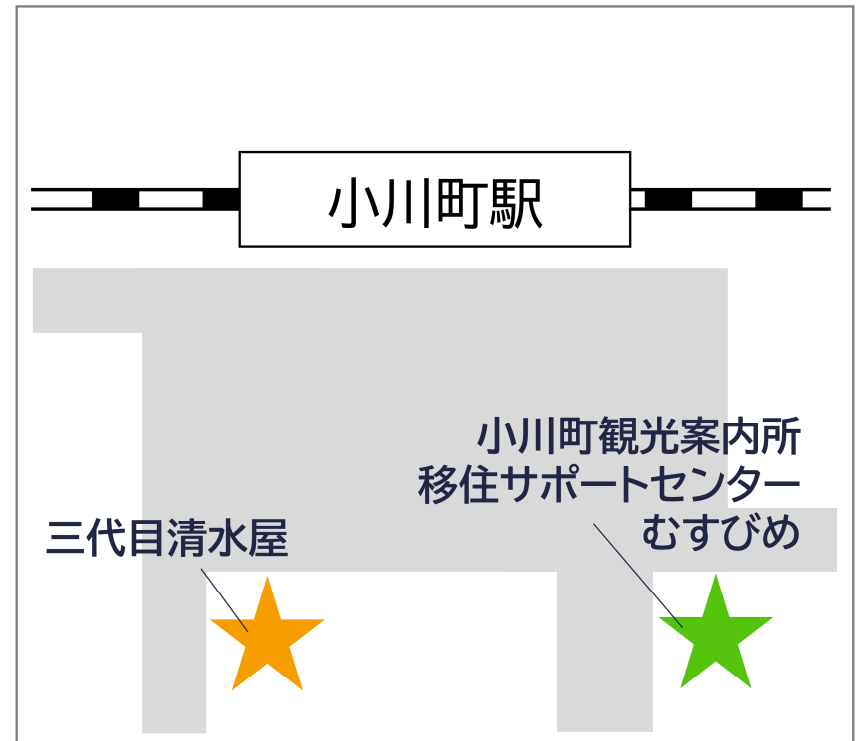 小川町駅
小川町観光案内所
移住サポートセンター
むすびめ
三代目清水屋